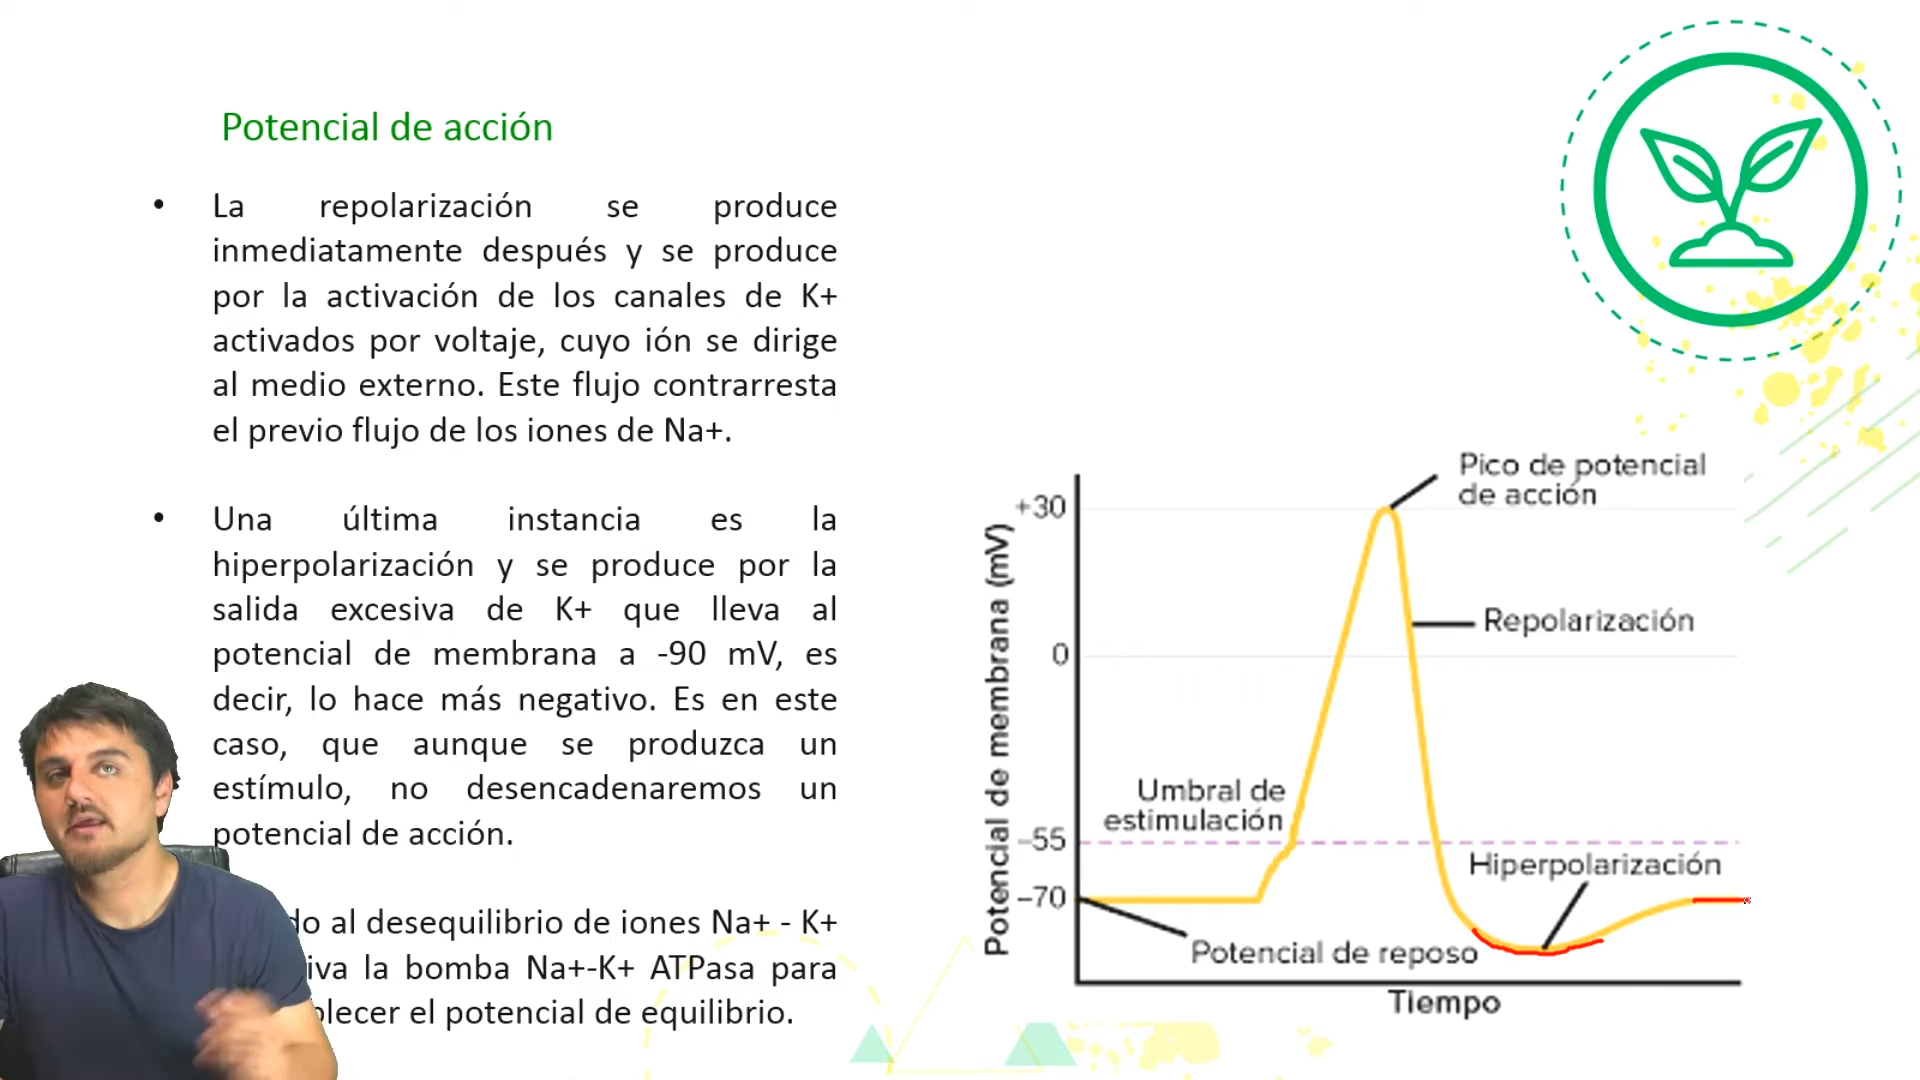 Potencial de acción
• La repolarización se produce
inmediatamente después y se produce
por la activación de los canales de K+
activados por voltaje, cuyo ión se dirige
al medio externo. Este flujo contrarresta
el previo flujo de los iones de Na+.
• Una última instancia es la
hiperpolarización y se produce por la
salida excesiva de K+ que lleva al
potencial de membrana a -90 mV, es
decir, lo hace más negativo. Es en este
caso, que aunque se produzca un
estímulo, no desencadenaremos un
potencial de acción.
al desequilibrio de iones Na+ - K+
la bomba Na+-K+ ATPasa para
el potencial de equilibrio.
Pico de potencial
de acción
+30
Repolarización
0
Umbral de
estimulación
-55
Hiperpolarización
-70
Potencial de reposo
Potencial de membrana (mV)
Tiempo